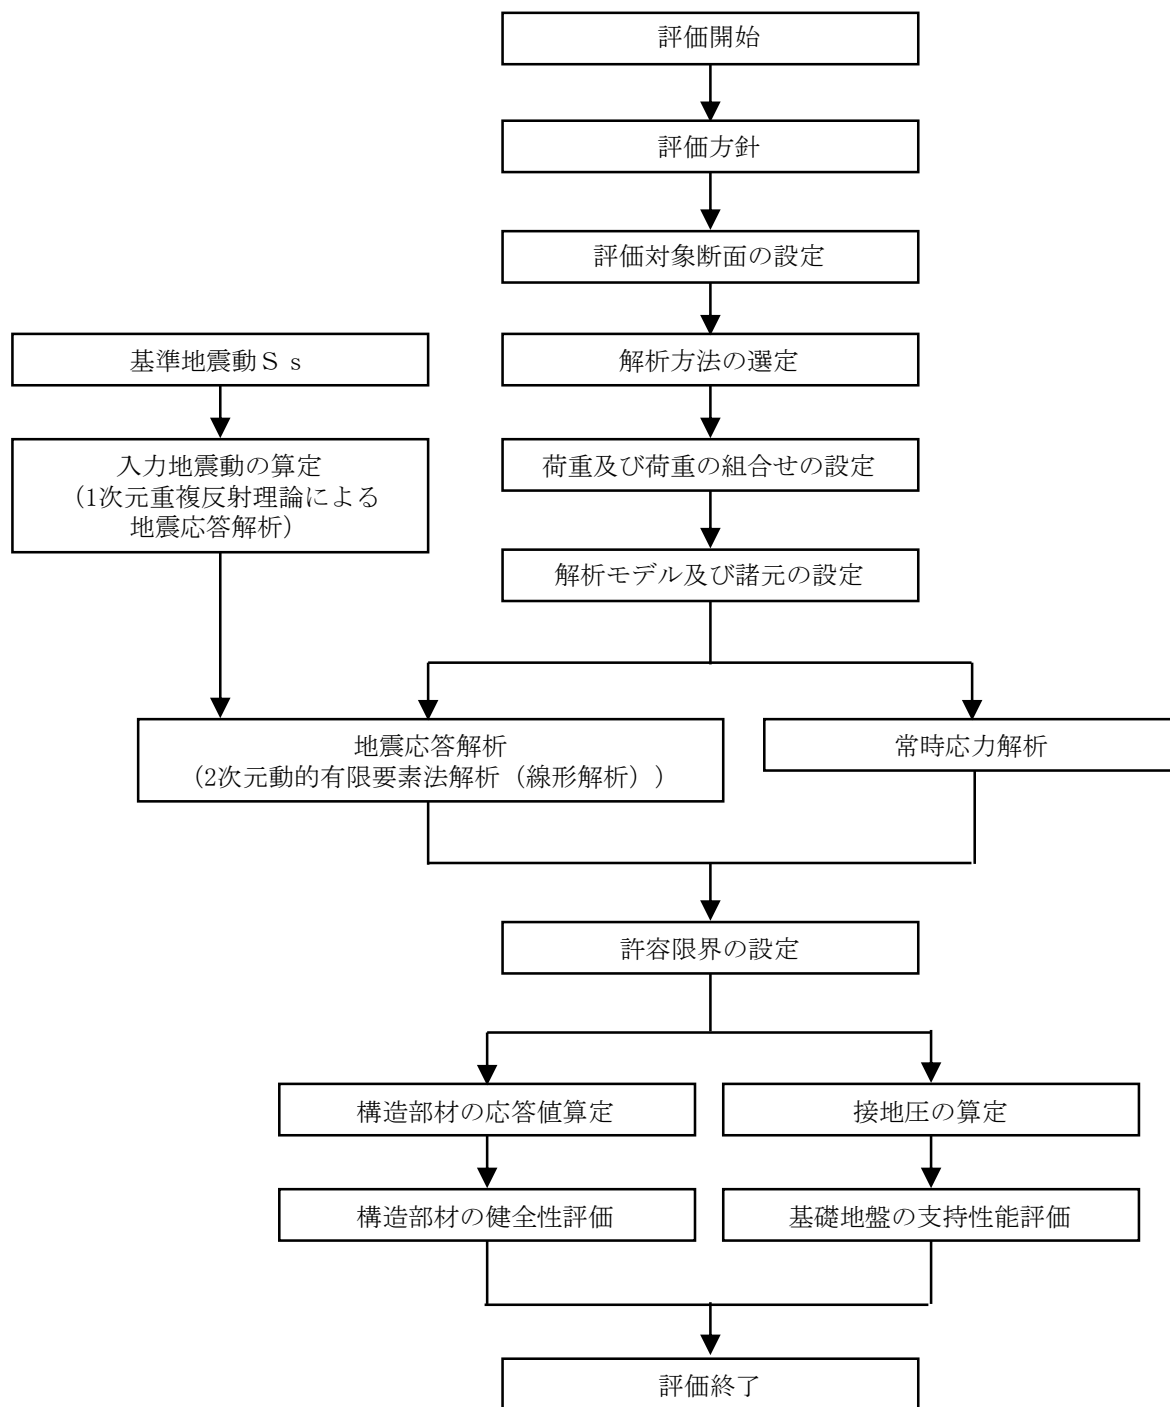 評価開始
評価方針
評価対象断面の設定
基準地震動Ｓｓ
解析方法の選定
入力地震動の算定
（1次元重複反射理論による
地震応答解析）
荷重及び荷重の組合せの設定
解析モデル及び諸元の設定
地震応答解析
（2次元動的有限要素法解析（線形解析））
常時応力解析
許容限界の設定
構造部材の応答値算定
接地圧の算定
構造部材の健全性評価
基礎地盤の支持性能評価
評価終了